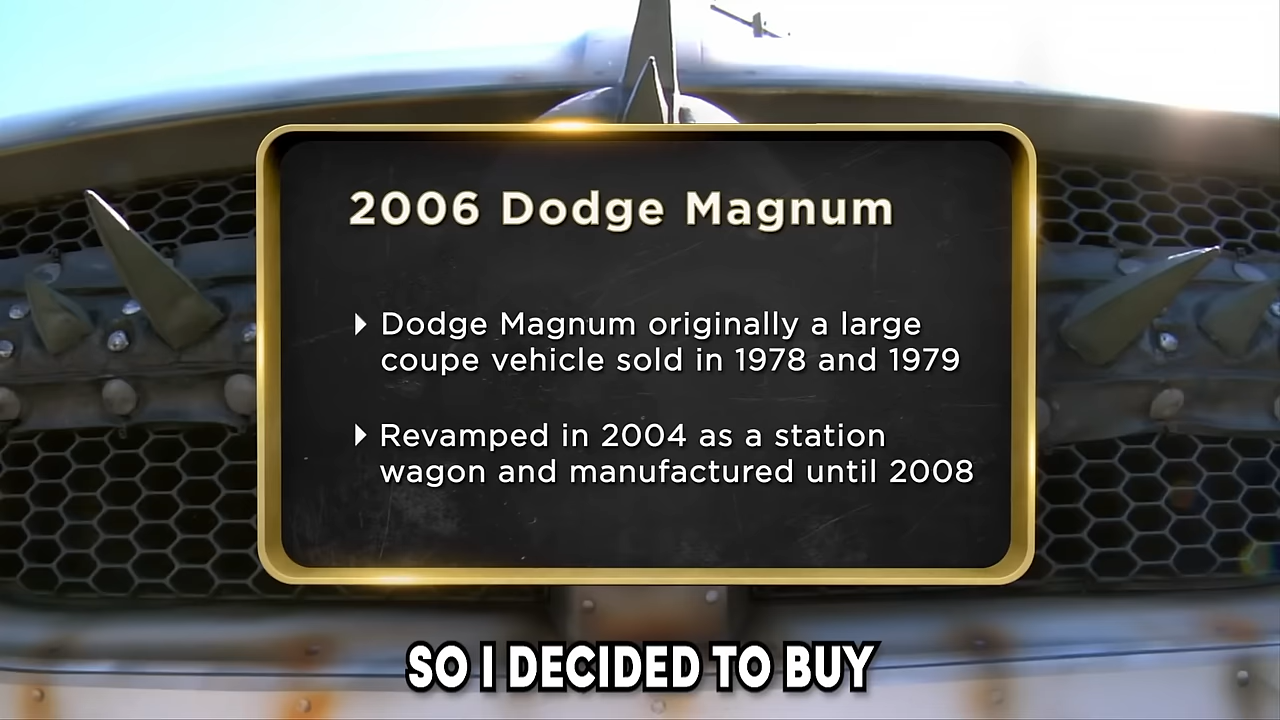 2006 Dodge Magnum
Dodge Magnum originally a large
coupe vehicle sold in 1978 and 1979
Revamped in 2004 as a station
wagon and manufactured until 2008
SO I DECIDED TO BUY